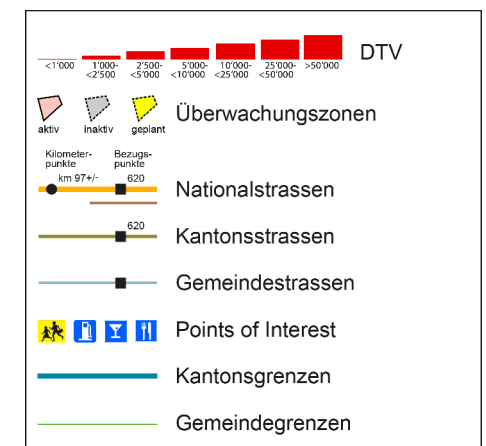 DTV
<1'000 1'000-<2'500 2'500-<5'000 5'000-<10'000 10'000-<25'000 25'000-<50'000 >50'000
Überwachungszonen
aktiv inaktiv geplant
Kilometer-punkte Bezugs-punkte
km 97+/- 620
Nationalstrassen
620
Kantonsstrassen
Gemeindestrassen
Points of Interest
Kantonsgrenzen
Gemeindegrenzen